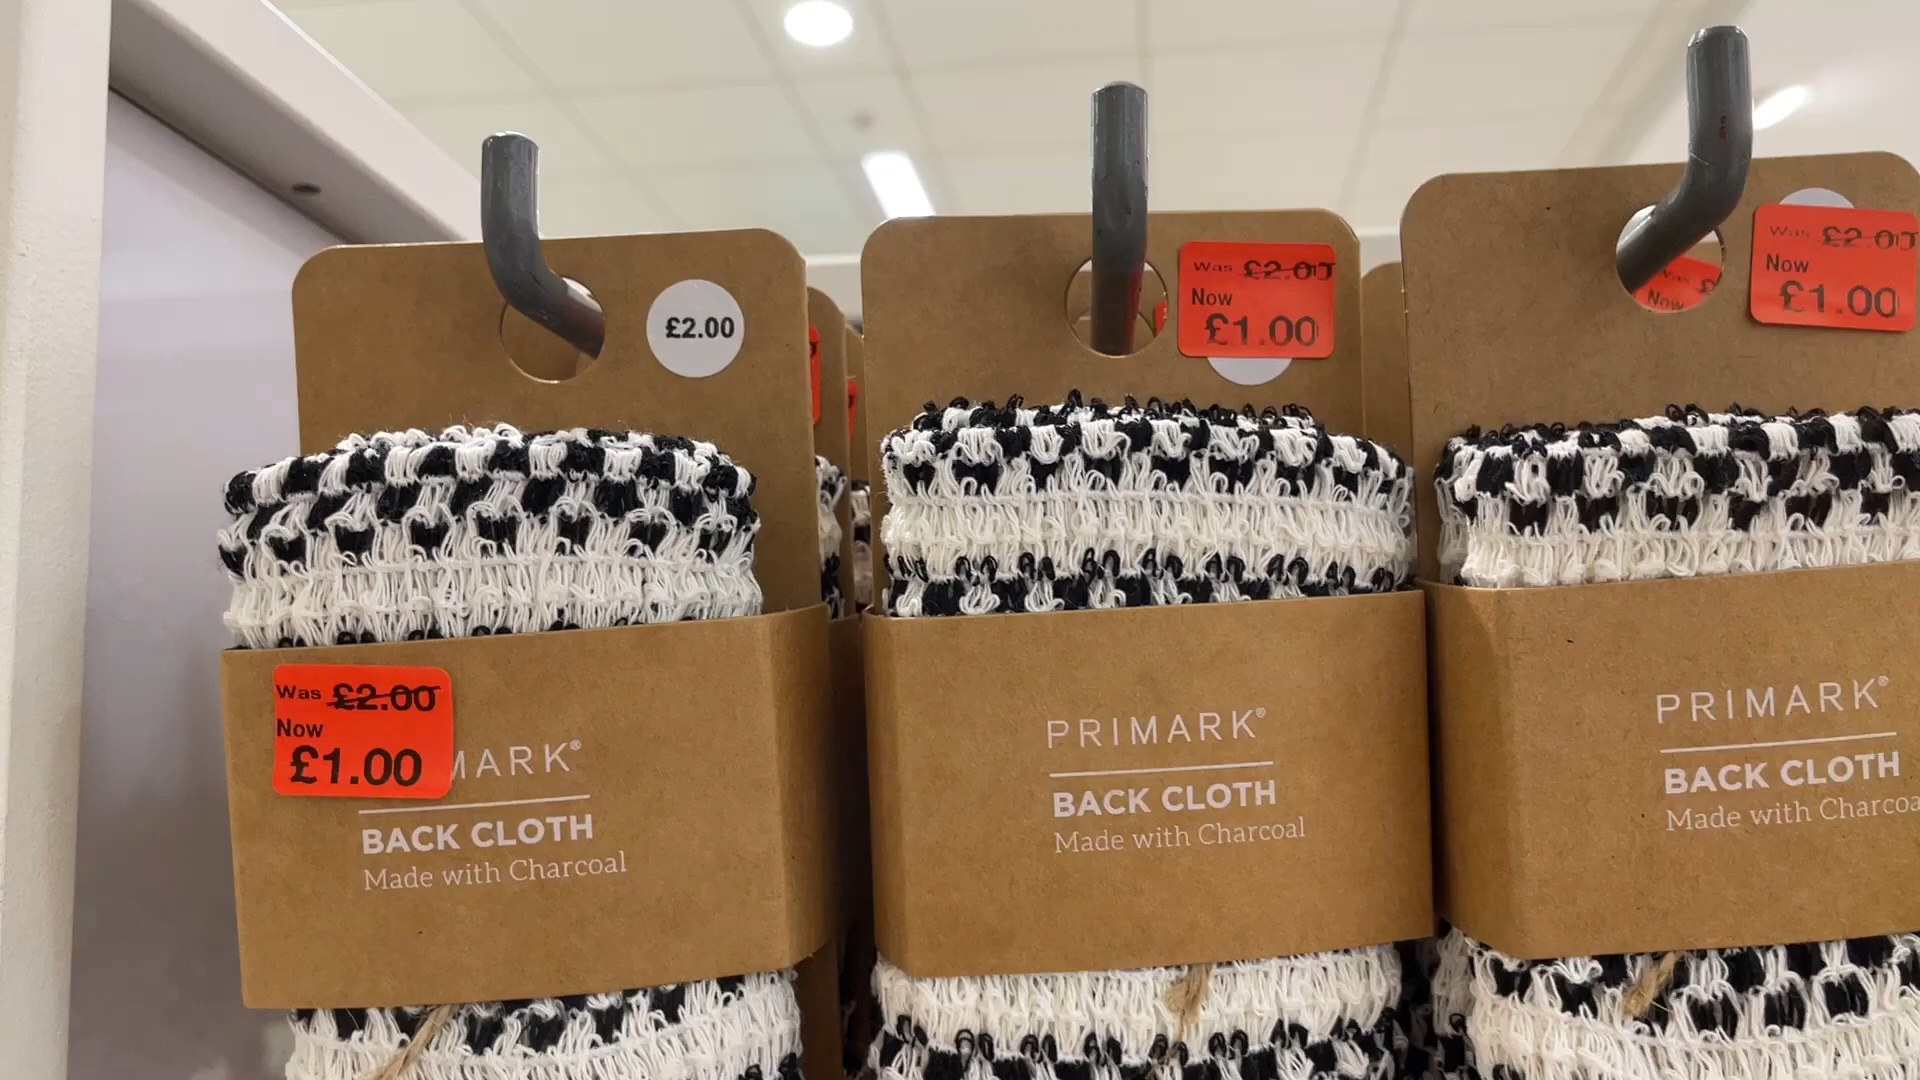 £2.00
Was £2.00
Now
£1.00
MARK®
BACK CLOTH
Made with Charcoal
Was £2.00
Now
£1.00
PRIMARK®
BACK CLOTH
Made with Charcoal
Was £2.00
Now
£1.00
Was £
Now
PRIMARK®
BACK CLOTH
Made with Charcoa